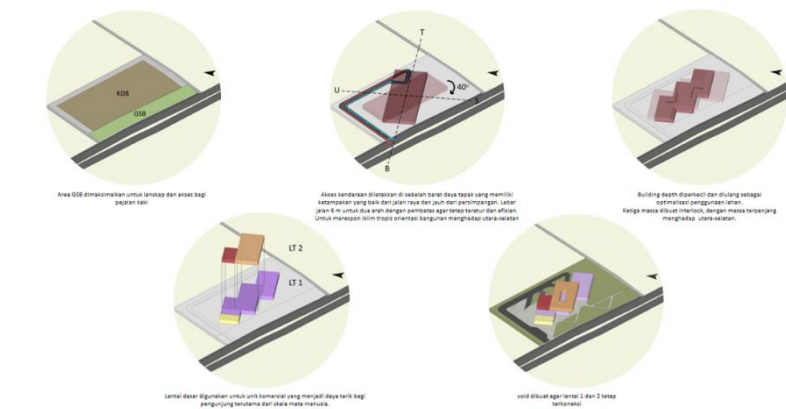 KDB
GSB
Area GSB dimaksimalkan untuk lanskap dan akses bagi
pejalan kaki
T
U
40°
S
B
Akses kendaraan diletakkan di sebelah barat daya tapak yang memiliki
ketampakan yang baik dari jalan raya dan jauh dari persimpangan. Lebar
jalan 6 m untuk dua arah dengan pembatas agar tetap teratur dan efisien.
Untuk merespon iklim tropis orientasi bangunan menghadap utara-selatan
Building depth diperkecil dan diulang sebagai
optimalisasi penggunaan lahan.
Ketiga massa dibuat interlock, dengan massa terpanjang
menghadap utara-selatan.
LT 2
LT 1
Lantai dasar digunakan untuk unit komersial yang menjadi daya tarik bagi
pengunjung terutama dari skala mata manusia.
void dibuat agar lantai 1 dan 2 tetap
terkoneksi